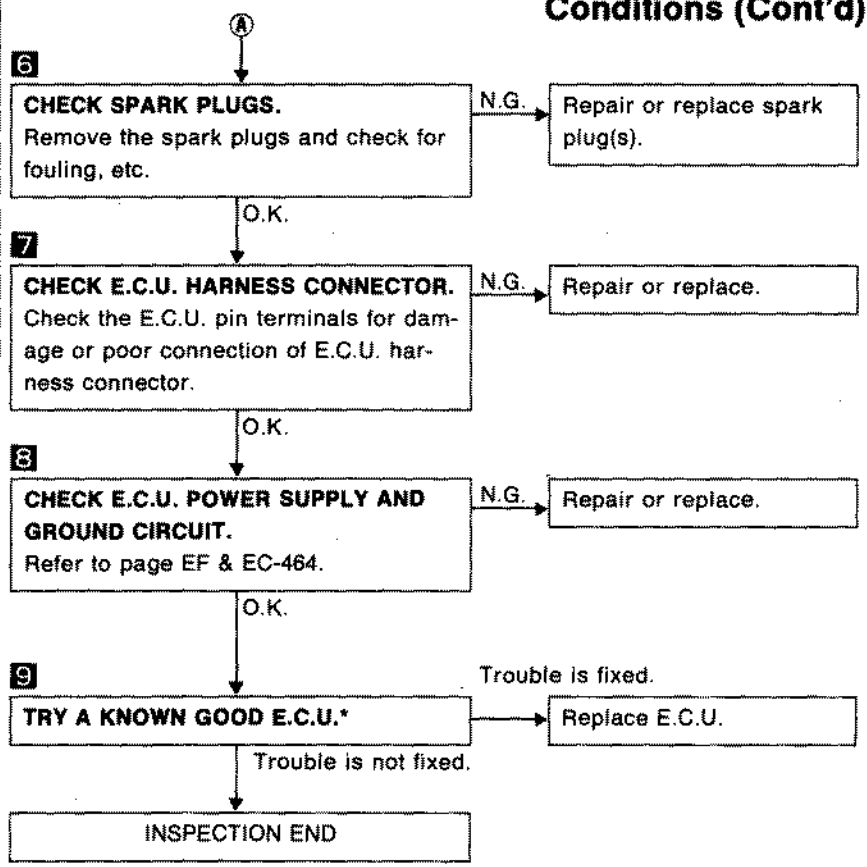 Conditions (Cont'd)
A
6
CHECK SPARK PLUGS.
Remove the spark plugs and check for
fouling, etc.
N.G.
Repair or replace spark
plug(s).
O.K.
7
CHECK E.C.U. HARNESS CONNECTOR.
Check the E.C.U. pin terminals for dam-
age or poor connection of E.C.U. har-
ness connector.
N.G.
Repair or replace.
O.K.
8
CHECK E.C.U. POWER SUPPLY AND
GROUND CIRCUIT.
Refer to page EF & EC-464.
N.G.
Repair or replace.
O.K.
9
TRY A KNOWN GOOD E.C.U.*
Trouble is fixed.
Replace E.C.U.
Trouble is not fixed.
INSPECTION END